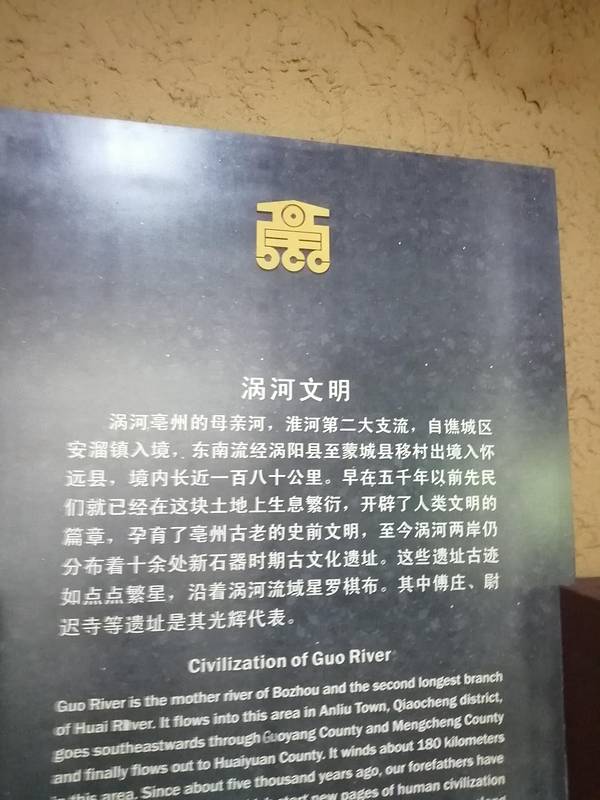 涡河文明
涡河亳州的母亲河，淮河第二大支流，自谯城区
安溜镇入境，东南流经涡阳县至蒙城县移村出境入怀
远县，境内长近一百八十公里。早在五千年以前先民
们就已经在这块土地上生息繁衍，开辟了人类文明的
篇章，孕育了亳州古老的史前文明，至今涡河两岸仍
分布着十余处新石器时期古文化遗址。这些遗址古迹
如点点繁星，沿着涡河流域星罗棋布。其中傅庄、尉
迟寺等遗址是其光辉代表。
Civilization of Guo River
Guo River is the mother river of Bozhou and the second longest branch
of Huai River. It flows into this area in Anliu Town, Qiaocheng district,
goes southeastwards through Guoyang County and Mengcheng County
and finally flows out to Huaiyuan County. It winds about 180 kilometers
in this area. Since about five thousand years ago, our forefathers have
start new pages of human civilization